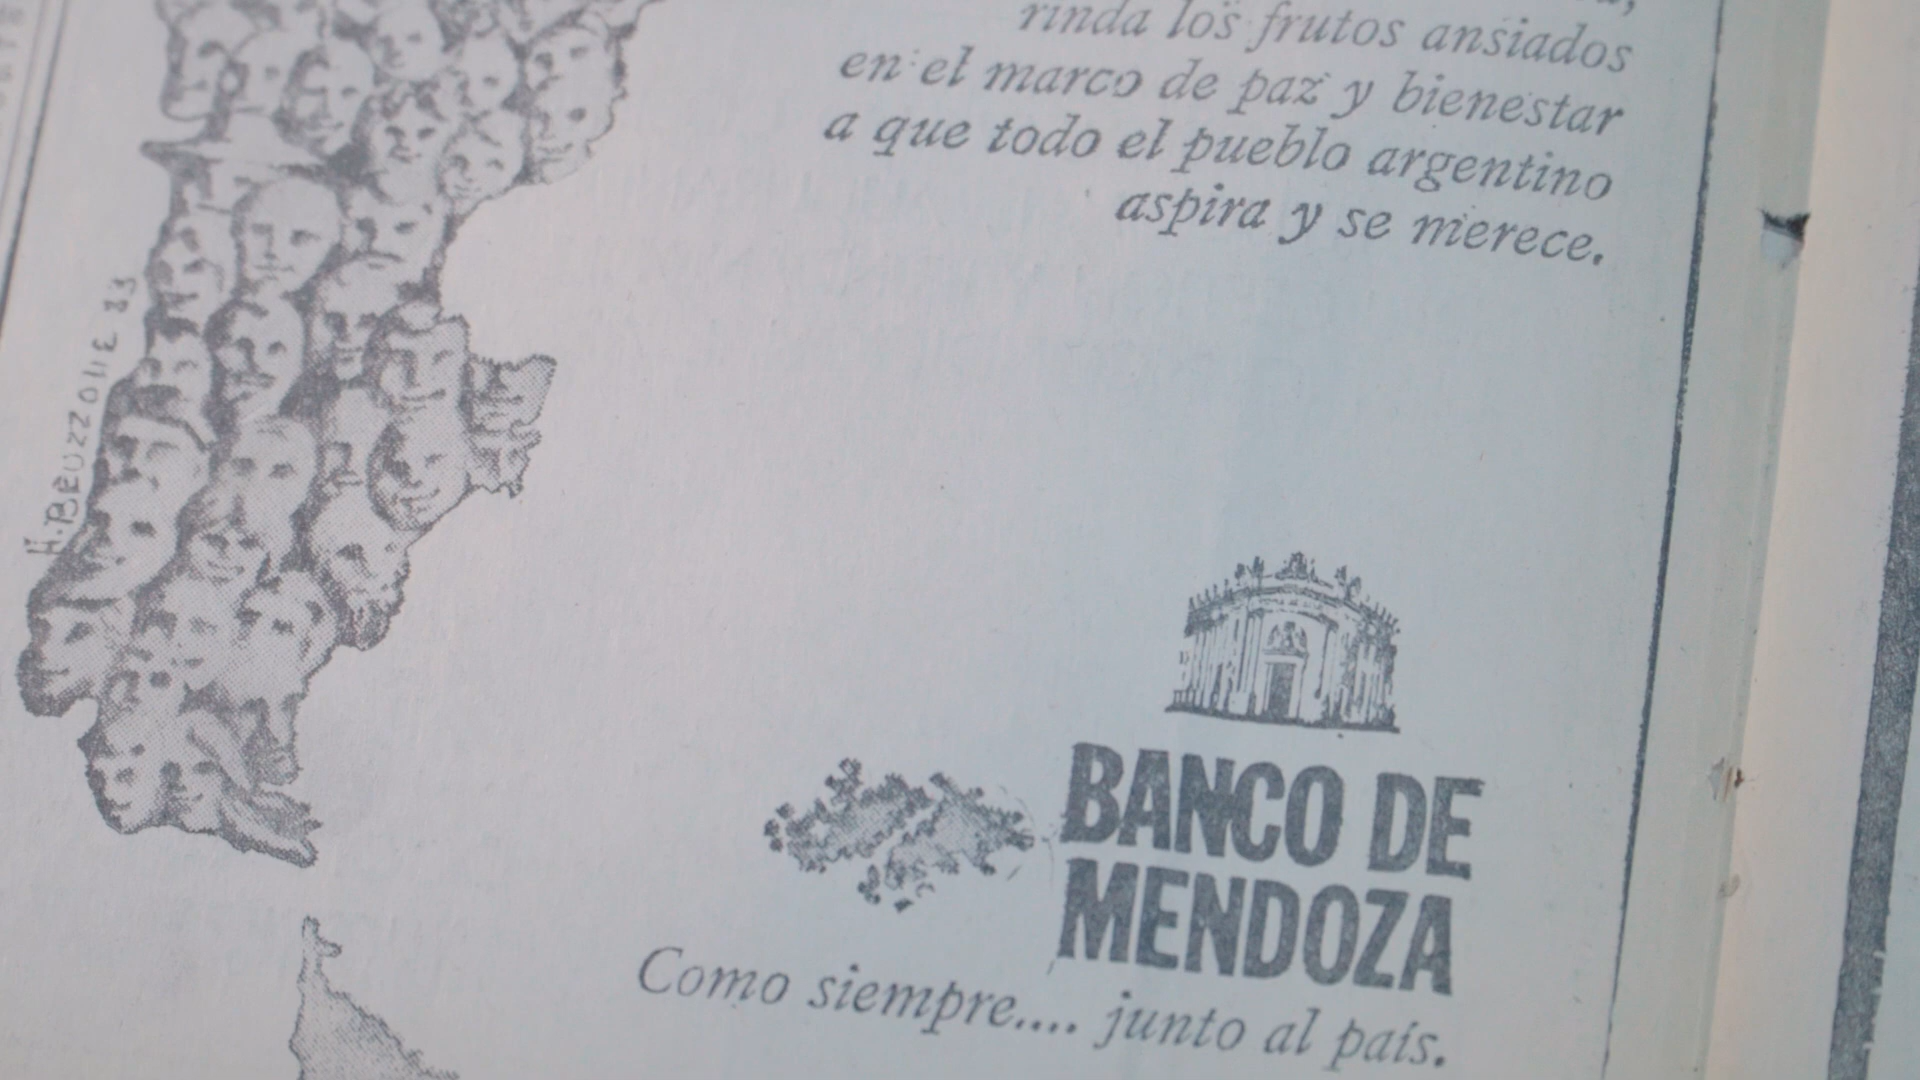 rinda los frutos ansiados
en el marco de paz y bienestar
a que todo el pueblo argentino
aspira y se merece.
H. BEUZZOLIE 83
BANCO DE
MENDOZA
Como siempre.... junto al país.